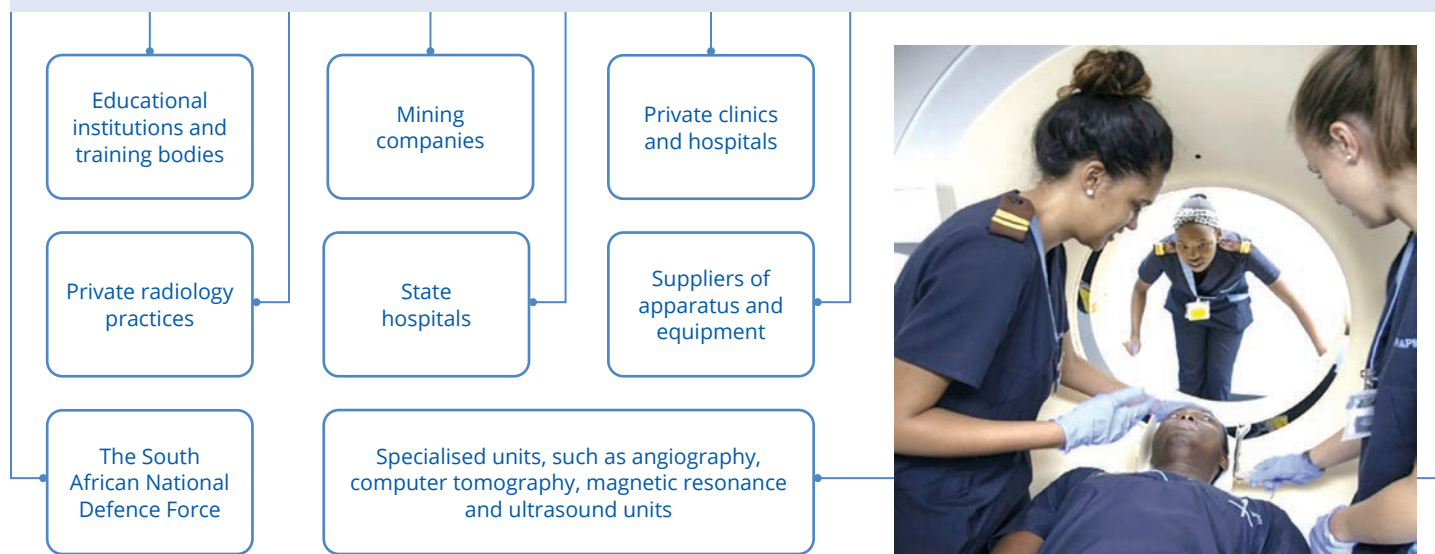 Educational
institutions and
training bodies
Mining
companies
Private clinics
and hospitals
Private radiology
practices
State
hospitals
Suppliers of
apparatus and
equipment
The South
African National
Defence Force
Specialised units, such as angiography,
computer tomography, magnetic resonance
and ultrasound units